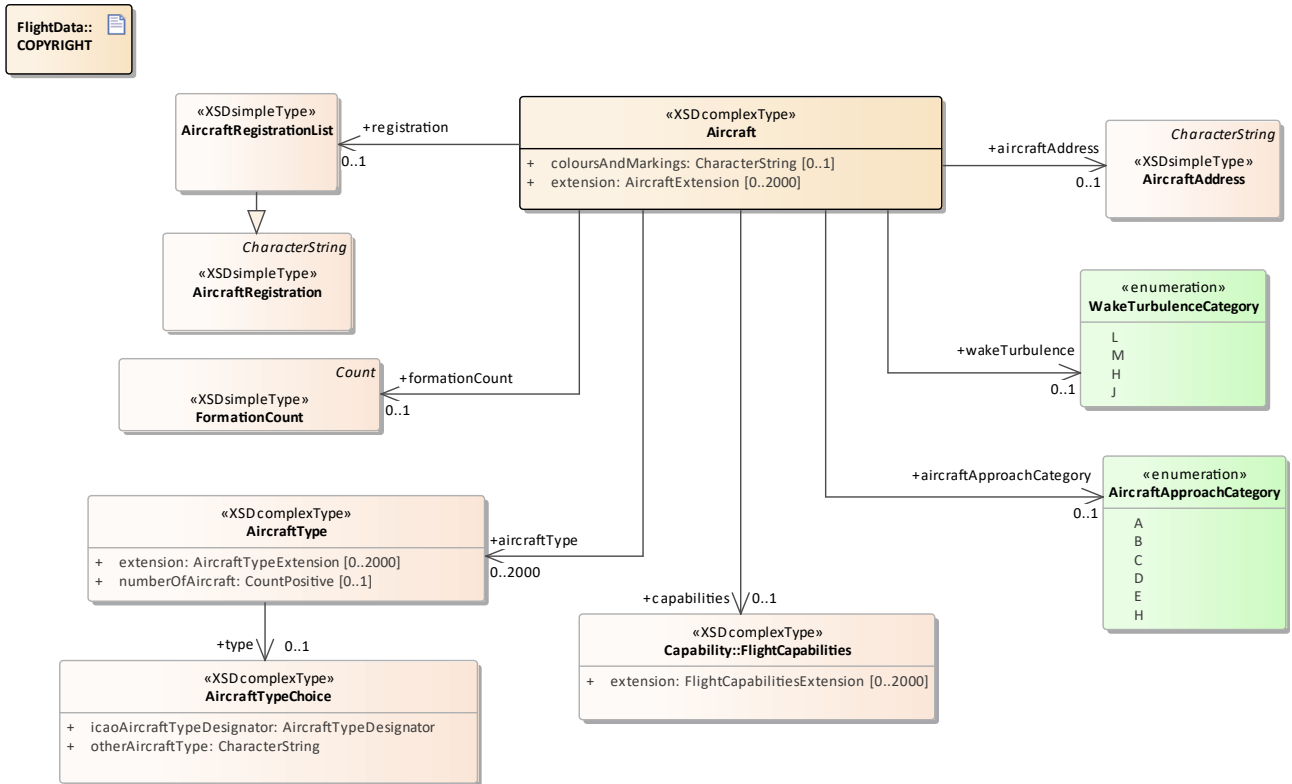 FlightData::
COPYRIGHT
«XSDsimpleType»
AircraftRegistrationList
+registration
0..1
«XSDcomplexType»
Aircraft
+ coloursAndMarkings: CharacterString [0..1]
+ extension: AircraftExtension [0..2000]
+aircraftAddress
0..1
CharacterString
«XSDsimpleType»
AircraftAddress
CharacterString
«XSDsimpleType»
AircraftRegistration
«enumeration»
WakeTurbulenceCategory
L
M
H
J
+wakeTurbulence
0..1
Count
«XSDsimpleType»
FormationCount
+formationCount
0..1
+aircraftApproachCategory
0..1
«enumeration»
AircraftApproachCategory
A
B
C
D
E
H
«XSDcomplexType»
AircraftType
+ extension: AircraftTypeExtension [0..2000]
+ numberOfAircraft: CountPositive [0..1]
+aircraftType
0..2000
+capabilities
0..1
«XSDcomplexType»
Capability::FlightCapabilities
+ extension: FlightCapabilitiesExtension [0..2000]
+type
0..1
«XSDcomplexType»
AircraftTypeChoice
+ icaoAircraftTypeDesignator: AircraftTypeDesignator
+ otherAircraftType: CharacterString